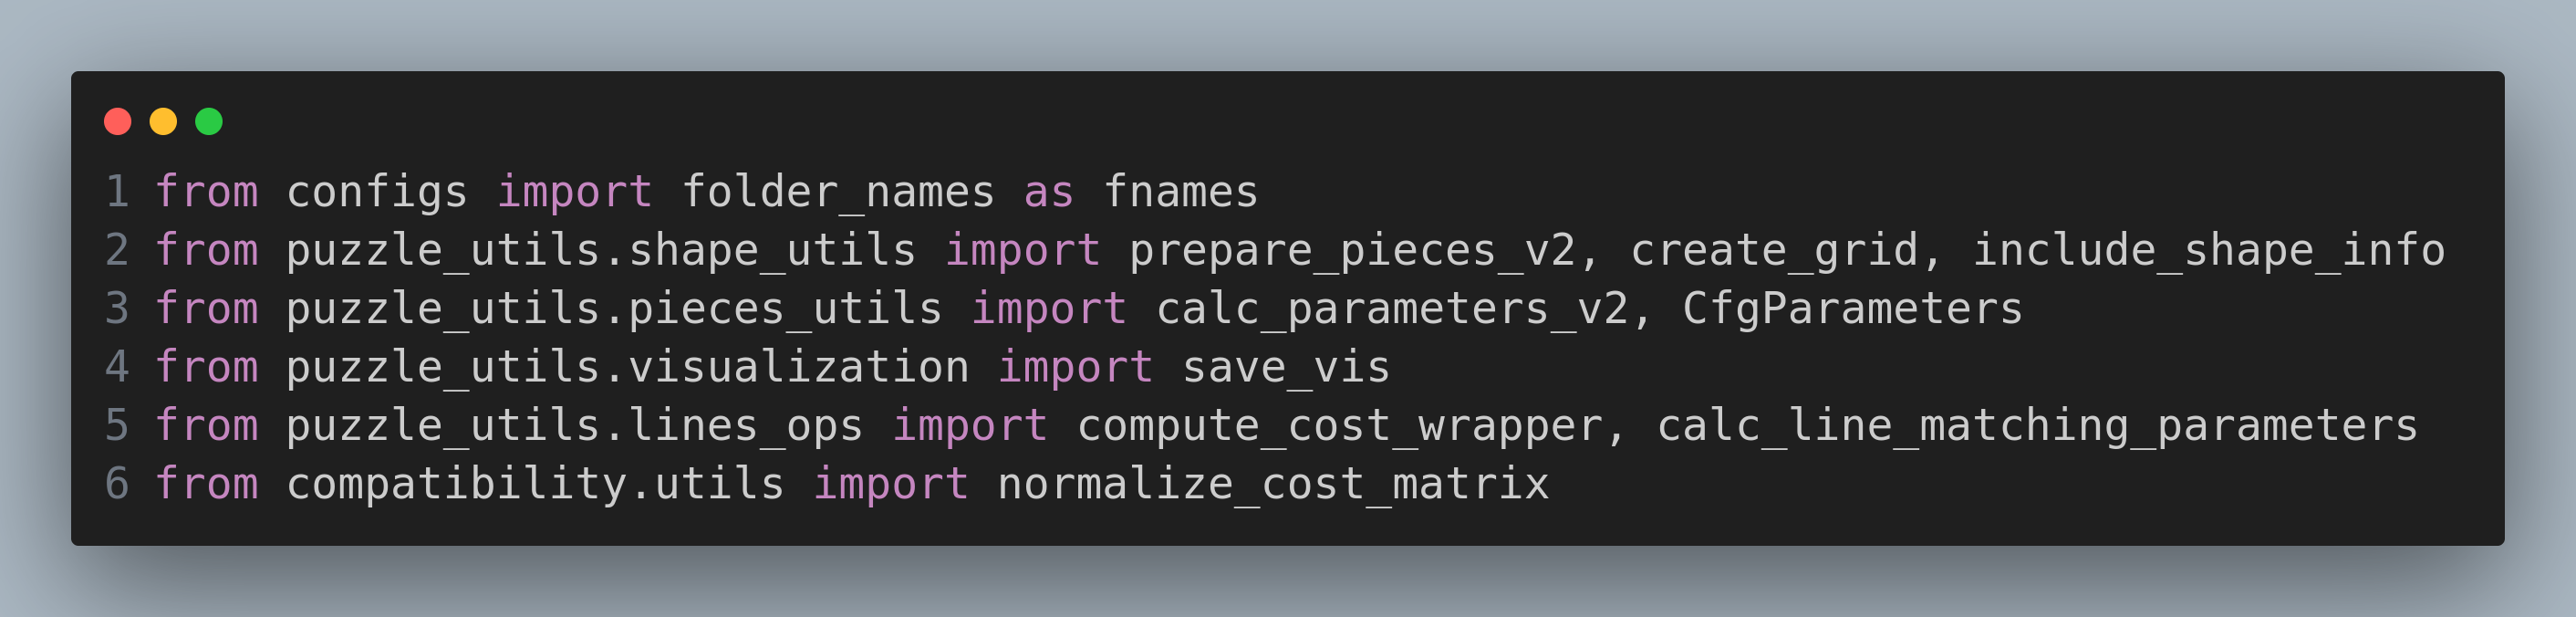 1 from configs import folder_names as fnames
2 from puzzle_utils.shape_utils import prepare_pieces_v2, create_grid, include_shape_info
3 from puzzle_utils.pieces_utils import calc_parameters_v2, CfgParameters
4 from puzzle_utils.visualization import save_vis
5 from puzzle_utils.lines_ops import compute_cost_wrapper, calc_line_matching_parameters
6 from compatibility.utils import normalize_cost_matrix